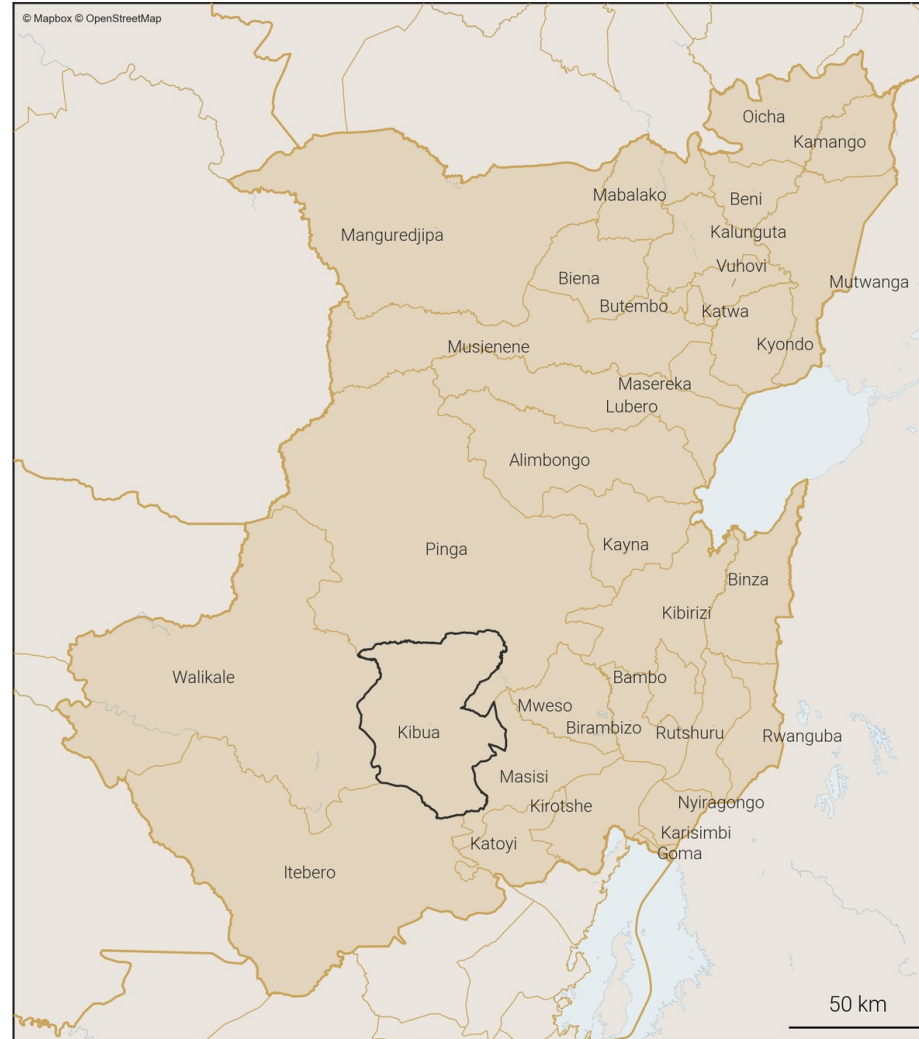 © Mapbox © OpenStreetMap
Oicha
Kamango
Mabalako
Beni
Manguredjipa
Kalunguta
Vuhovi
Biena
Mutwanga
Butembo
Katwa
Musienene
Kyondo
Masereka
Lubero
Alimbongo
Pinga
Kayna
Binza
Kibirizi
Walikale
Bambo
Mweso
Birambizo
Kibua
Rutshuru
Rwanguba
Masisi
Kirotshe
Nyiragongo
Karisimbi
Katoyi
Goma
Itebero
50 km